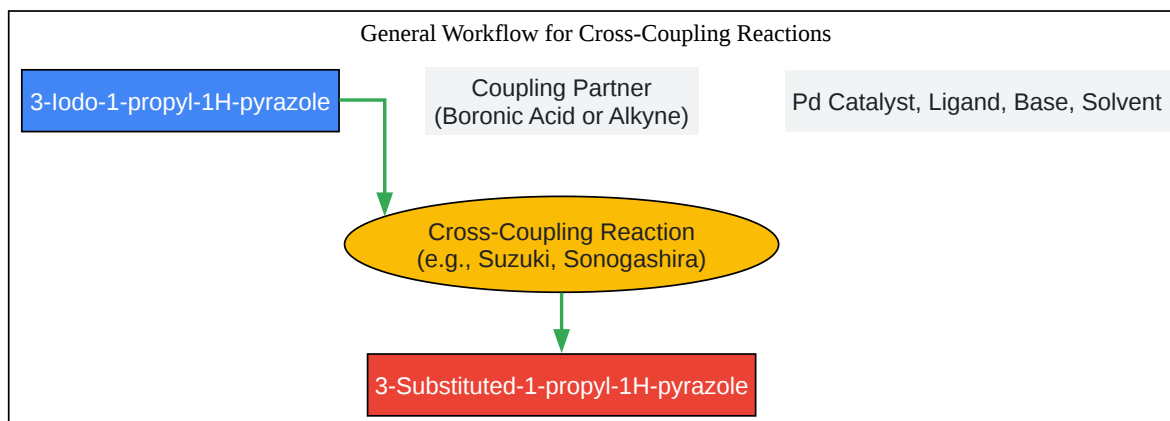 General Workflow for Cross-Coupling Reactions
3-Iodo-1-propyl-1H-pyrazole
Coupling Partner
(Boronic Acid or Alkyne)
Pd Catalyst, Ligand, Base, Solvent
Cross-Coupling Reaction
(e.g., Suzuki, Sonogashira)
3-Substituted-1-propyl-1H-pyrazole